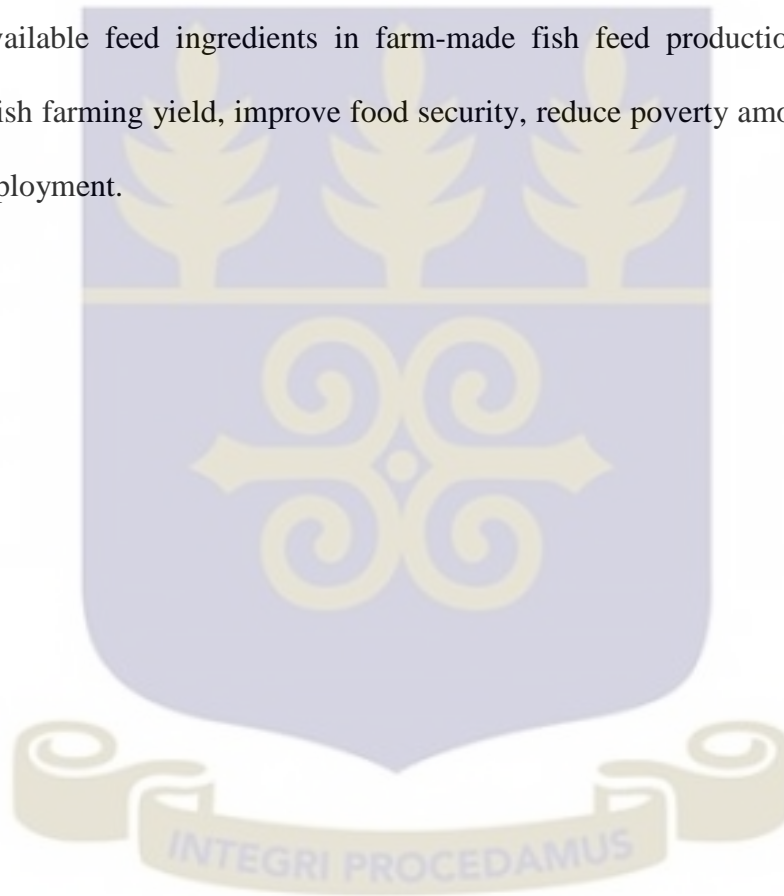 vailable feed ingredients in farm-made fish feed productio
ish farming yield, improve food security, reduce poverty amo
ployment.
INTEGRI PROCEDAMUS